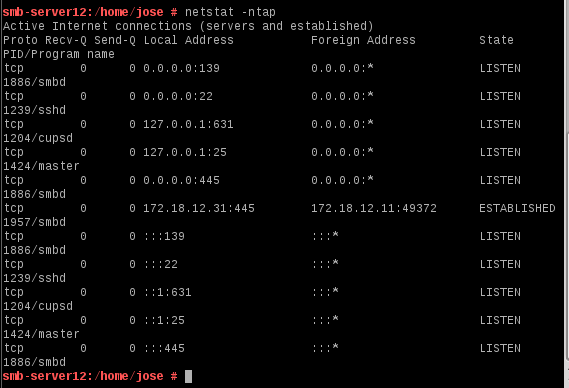 smb-server12:/home/jose # netstat -ntap
Active Internet connections (servers and established)
Proto Recv-Q Send-Q Local Address           Foreign Address         State
PID/Program name
tcp        0      0 0.0.0.0:139             0.0.0.0:*               LISTEN
1886/smbd
tcp        0      0 0.0.0.0:22              0.0.0.0:*               LISTEN
1239/sshd
tcp        0      0 127.0.0.1:631           0.0.0.0:*               LISTEN
1204/cupsd
tcp        0      0 127.0.0.1:25            0.0.0.0:*               LISTEN
1424/master
tcp        0      0 0.0.0.0:445             0.0.0.0:*               LISTEN
1886/smbd
tcp        0      0 172.18.12.31:445        172.18.12.11:49372      ESTABLISHED
1957/smbd
tcp        0      0 :::139                  :::*                    LISTEN
1886/smbd
tcp        0      0 :::22                   :::*                    LISTEN
1239/sshd
tcp        0      0 ::1:631                 :::*                    LISTEN
1204/cupsd
tcp        0      0 ::1:25                  :::*                    LISTEN
1424/master
tcp        0      0 :::445                  :::*                    LISTEN
1886/smbd
smb-server12:/home/jose #